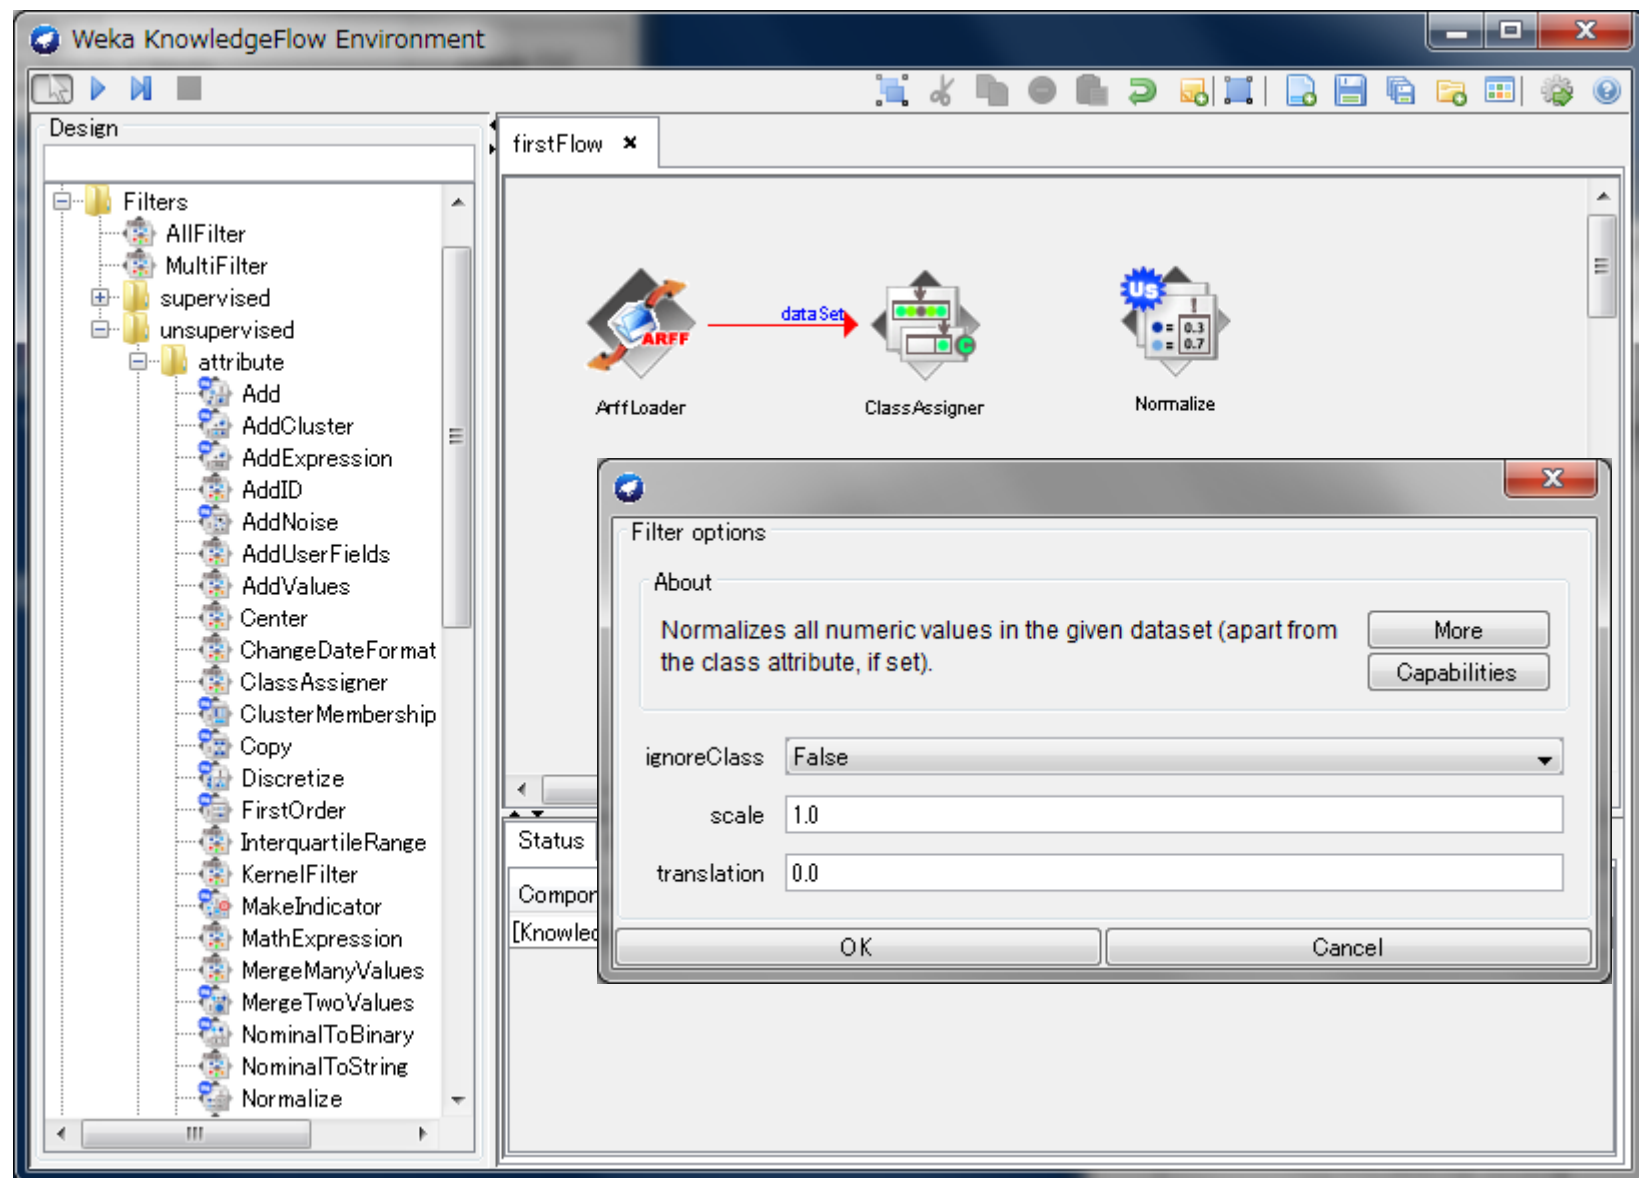 Weka KnowledgeFlow Environment
Design
Filters
AllFilter
MultiFilter
supervised
unsupervised
attribute
Add
AddCluster
AddExpression
AddID
AddNoise
AddUserFields
AddValues
Center
ChangeDateFormat
ClassAssigner
ClusterMembership
Copy
Discretize
FirstOrder
InterquartileRange
KernelFilter
MakeIndicator
MathExpression
MergeManyValues
MergeTwoValues
NominalToBinary
NominalToString
Normalize
firstFlow
ARFF
ArffLoader
dataSet
C
ClassAssigner
Us
! 
= 0.3
= 0.7
Normalize
Filter options
About
Normalizes all numeric values in the given dataset (apart from
the class attribute, if set).
More
Capabilities
ignoreClass False
scale 1.0
translation 0.0
OK Cancel
Status
Compor
[Knowled